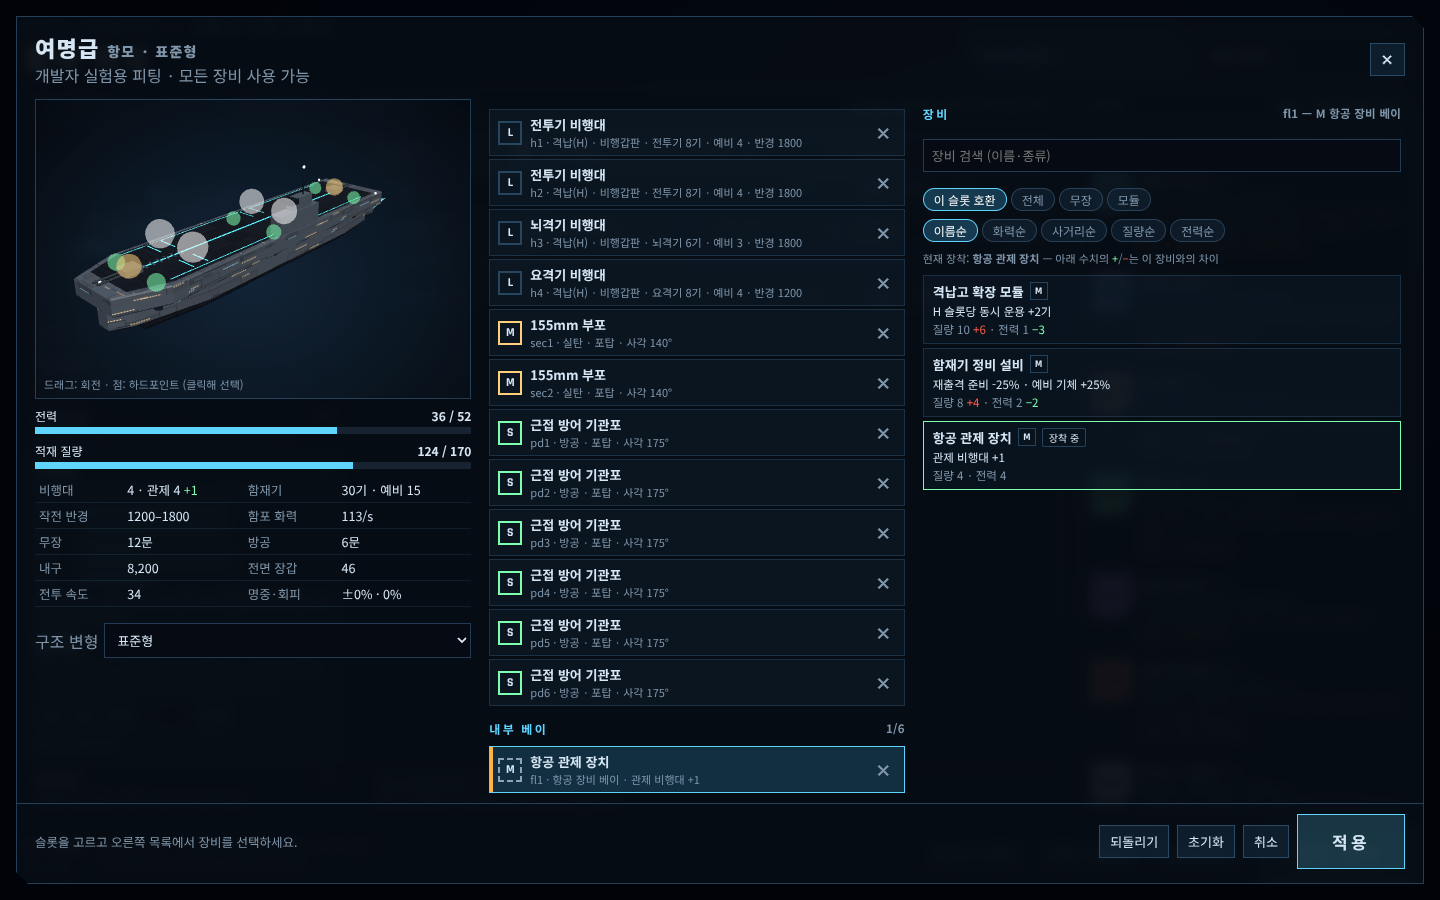 여명급 항모 · 표준형
개발자 실험용 피팅 · 모든 장비 사용 가능
×
드래그: 회전 · 점: 하드포인트 (클릭해 선택)
전력 36 / 52
적재 질량 124 / 170
비행대 4 · 관제 4 +1 함재기 30기 · 예비 15
작전 반경 1200–1800 함포 화력 113/s
무장 12문 방공 6문
내구 8,200 전면 장갑 46
전투 속도 34 명중·회피 ±0% · 0%
구조 변형 표준형
L 전투기 비행대 ×
h1 · 격납(H) · 비행갑판 · 전투기 8기 · 예비 4 · 반경 1800
L 전투기 비행대 ×
h2 · 격납(H) · 비행갑판 · 전투기 8기 · 예비 4 · 반경 1800
L 뇌격기 비행대 ×
h3 · 격납(H) · 비행갑판 · 뇌격기 6기 · 예비 3 · 반경 1800
L 요격기 비행대 ×
h4 · 격납(H) · 비행갑판 · 요격기 8기 · 예비 4 · 반경 1200
M 155mm 부포 ×
sec1 · 실탄 · 포탑 · 사각 140°
M 155mm 부포 ×
sec2 · 실탄 · 포탑 · 사각 140°
S 근접 방어 기관포 ×
pd1 · 방공 · 포탑 · 사각 175°
S 근접 방어 기관포 ×
pd2 · 방공 · 포탑 · 사각 175°
S 근접 방어 기관포 ×
pd3 · 방공 · 포탑 · 사각 175°
S 근접 방어 기관포 ×
pd4 · 방공 · 포탑 · 사각 175°
S 근접 방어 기관포 ×
pd5 · 방공 · 포탑 · 사각 175°
S 근접 방어 기관포 ×
pd6 · 방공 · 포탑 · 사각 175°
내부 베이 1/6
M 항공 관제 장치 ×
fl1 · 항공 장비 베이 · 관제 비행대 +1
장비 fl1 — M 항공 장비 베이
장비 검색 (이름·종류)
이 슬롯 호환 전체 무장 모듈
이름순 화력순 사거리순 질량순 전력순
현재 장착: 항공 관제 장치 — 아래 수치의 +/−는 이 장비와의 차이
격납고 확장 모듈 M
H 슬롯당 동시 운용 +2기
질량 10 +6 · 전력 1 −3
함재기 정비 설비 M
재출격 준비 -25% · 예비 기체 +25%
질량 8 +4 · 전력 2 −2
항공 관제 장치 M 장착 중
관제 비행대 +1
질량 4 · 전력 4
슬롯을 고르고 오른쪽 목록에서 장비를 선택하세요.
되돌리기 초기화 취소 적용